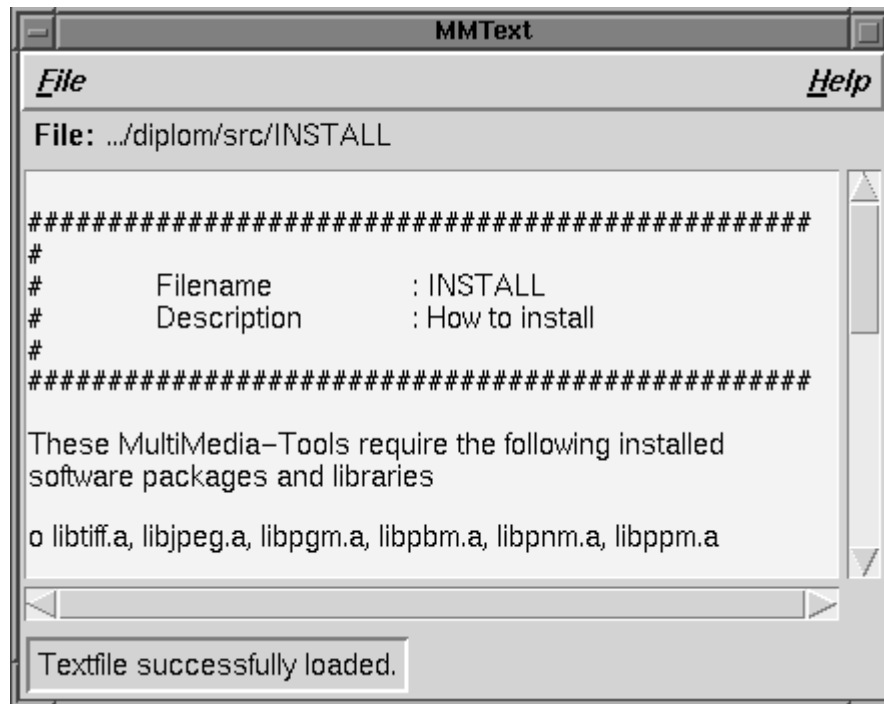 MMText
File Help
File: .../diplom/src/INSTALL
#################################################
#
# Filename : INSTALL
# Description : How to install
#
#################################################
These MultiMedia-Tools require the following installed
software packages and libraries
o libtiff.a, libjpeg.a, libpgm.a, libpbm.a, libpnm.a, libppm.a
Textfile successfully loaded.